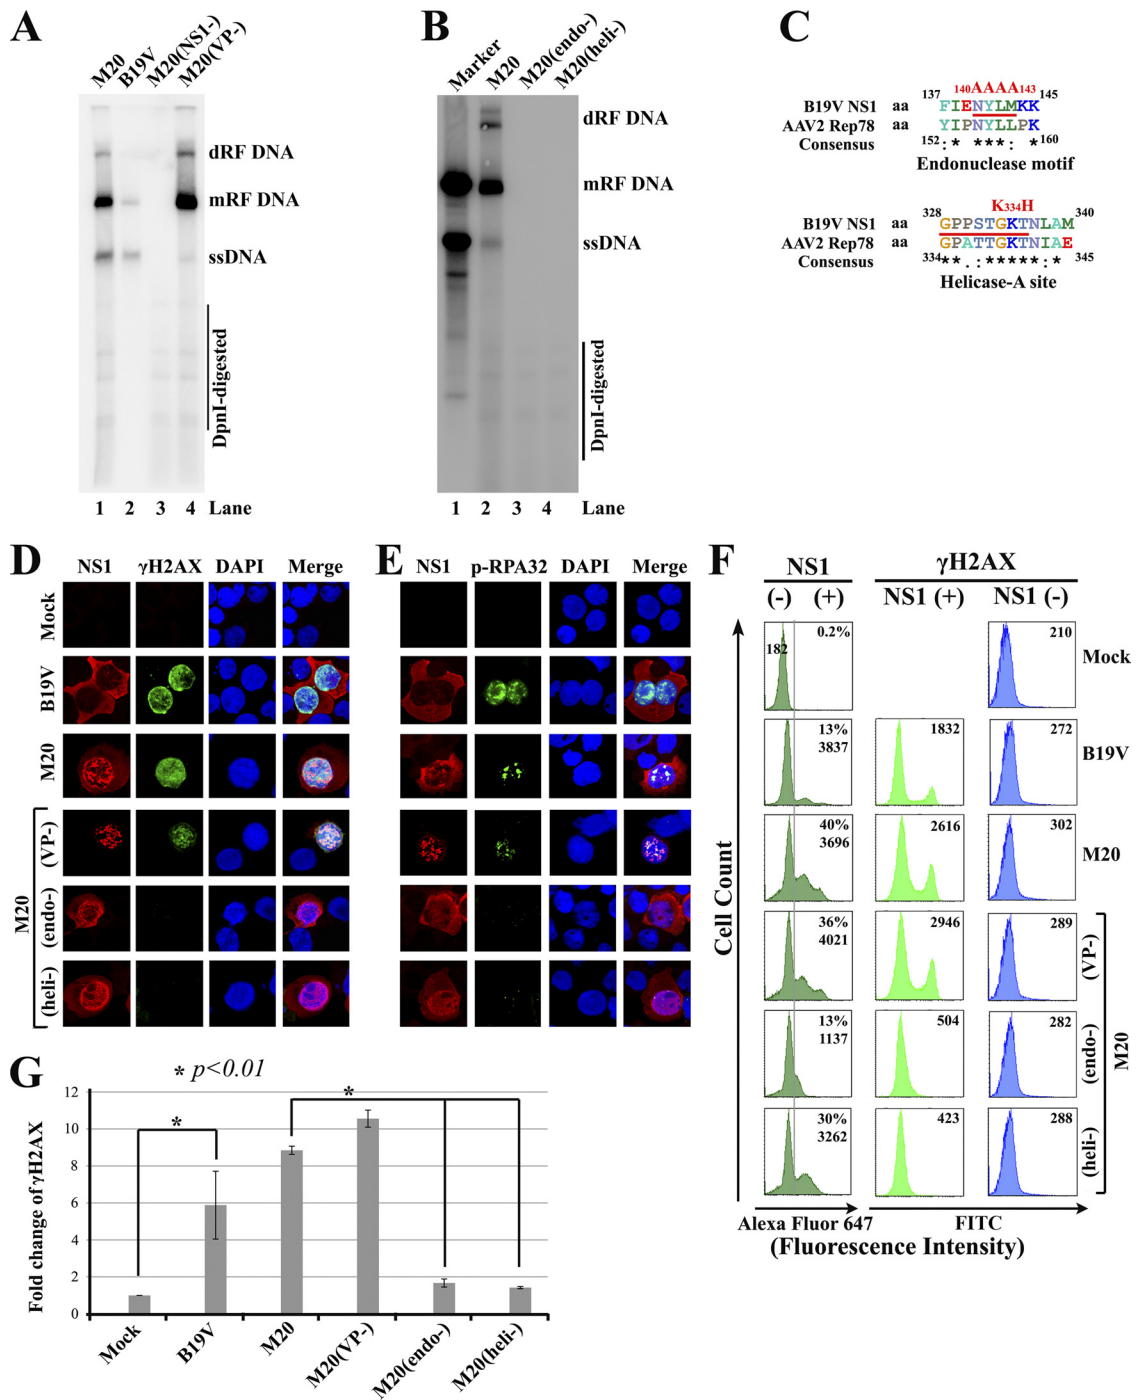 A
M20
B19V
M20(NS1-)
M20(VP-)
dRF DNA
mRF DNA
ssDNA
DpnI-digested
1 2 3 4 Lane
B
Marker
M20
M20(endo-)
M20(heli-)
dRF DNA
mRF DNA
ssDNA
DpnI-digested
1 2 3 4 Lane
C
137 140AAAA143 145
B19V NS1 aa FIENYLMKK
AAV2 Rep78 aa YIPNYLLPK
Consensus 152 :* ***: * 160
Endonuclease motif
328 K334H 340
B19V NS1 aa GPPSTGKTNLAM
AAV2 Rep78 aa GPATTGKTNIAE
Consensus 334 **.:*****:* 345
Helicase-A site
D
NS1 γH2AX DAPI Merge
Mock
B19V
M20
M20
(VP-)
(endo-)
(heli-)
E
NS1 p-RPA32 DAPI Merge
F
NS1 γH2AX
(-) (+) NS1 (+) NS1 (-)
182 0.2% 210 Mock
13% 3837 1832 272 B19V
40% 3696 2616 302 M20
36% 4021 2946 289 (VP-)
13% 1137 504 282 (endo-)
30% 3262 423 288 (heli-)
M20
Cell Count
Alexa Fluor 647 FITC
(Fluorescence Intensity)
G
* p<0.01
* *
Fold change of γH2AX
12
10
8
6
4
2
0
Mock
B19V
M20
M20(VP-)
M20(endo-)
M20(heli-)